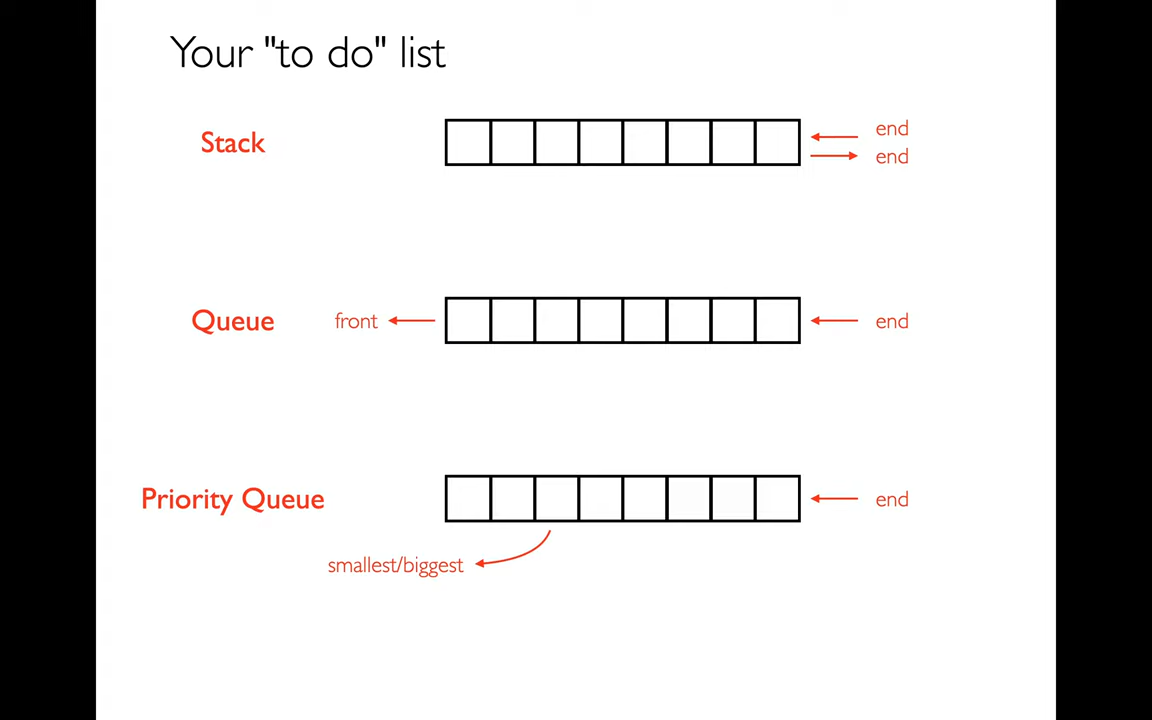 Your "to do" list
Stack
end
end
Queue
front
end
Priority Queue
end
smallest/biggest